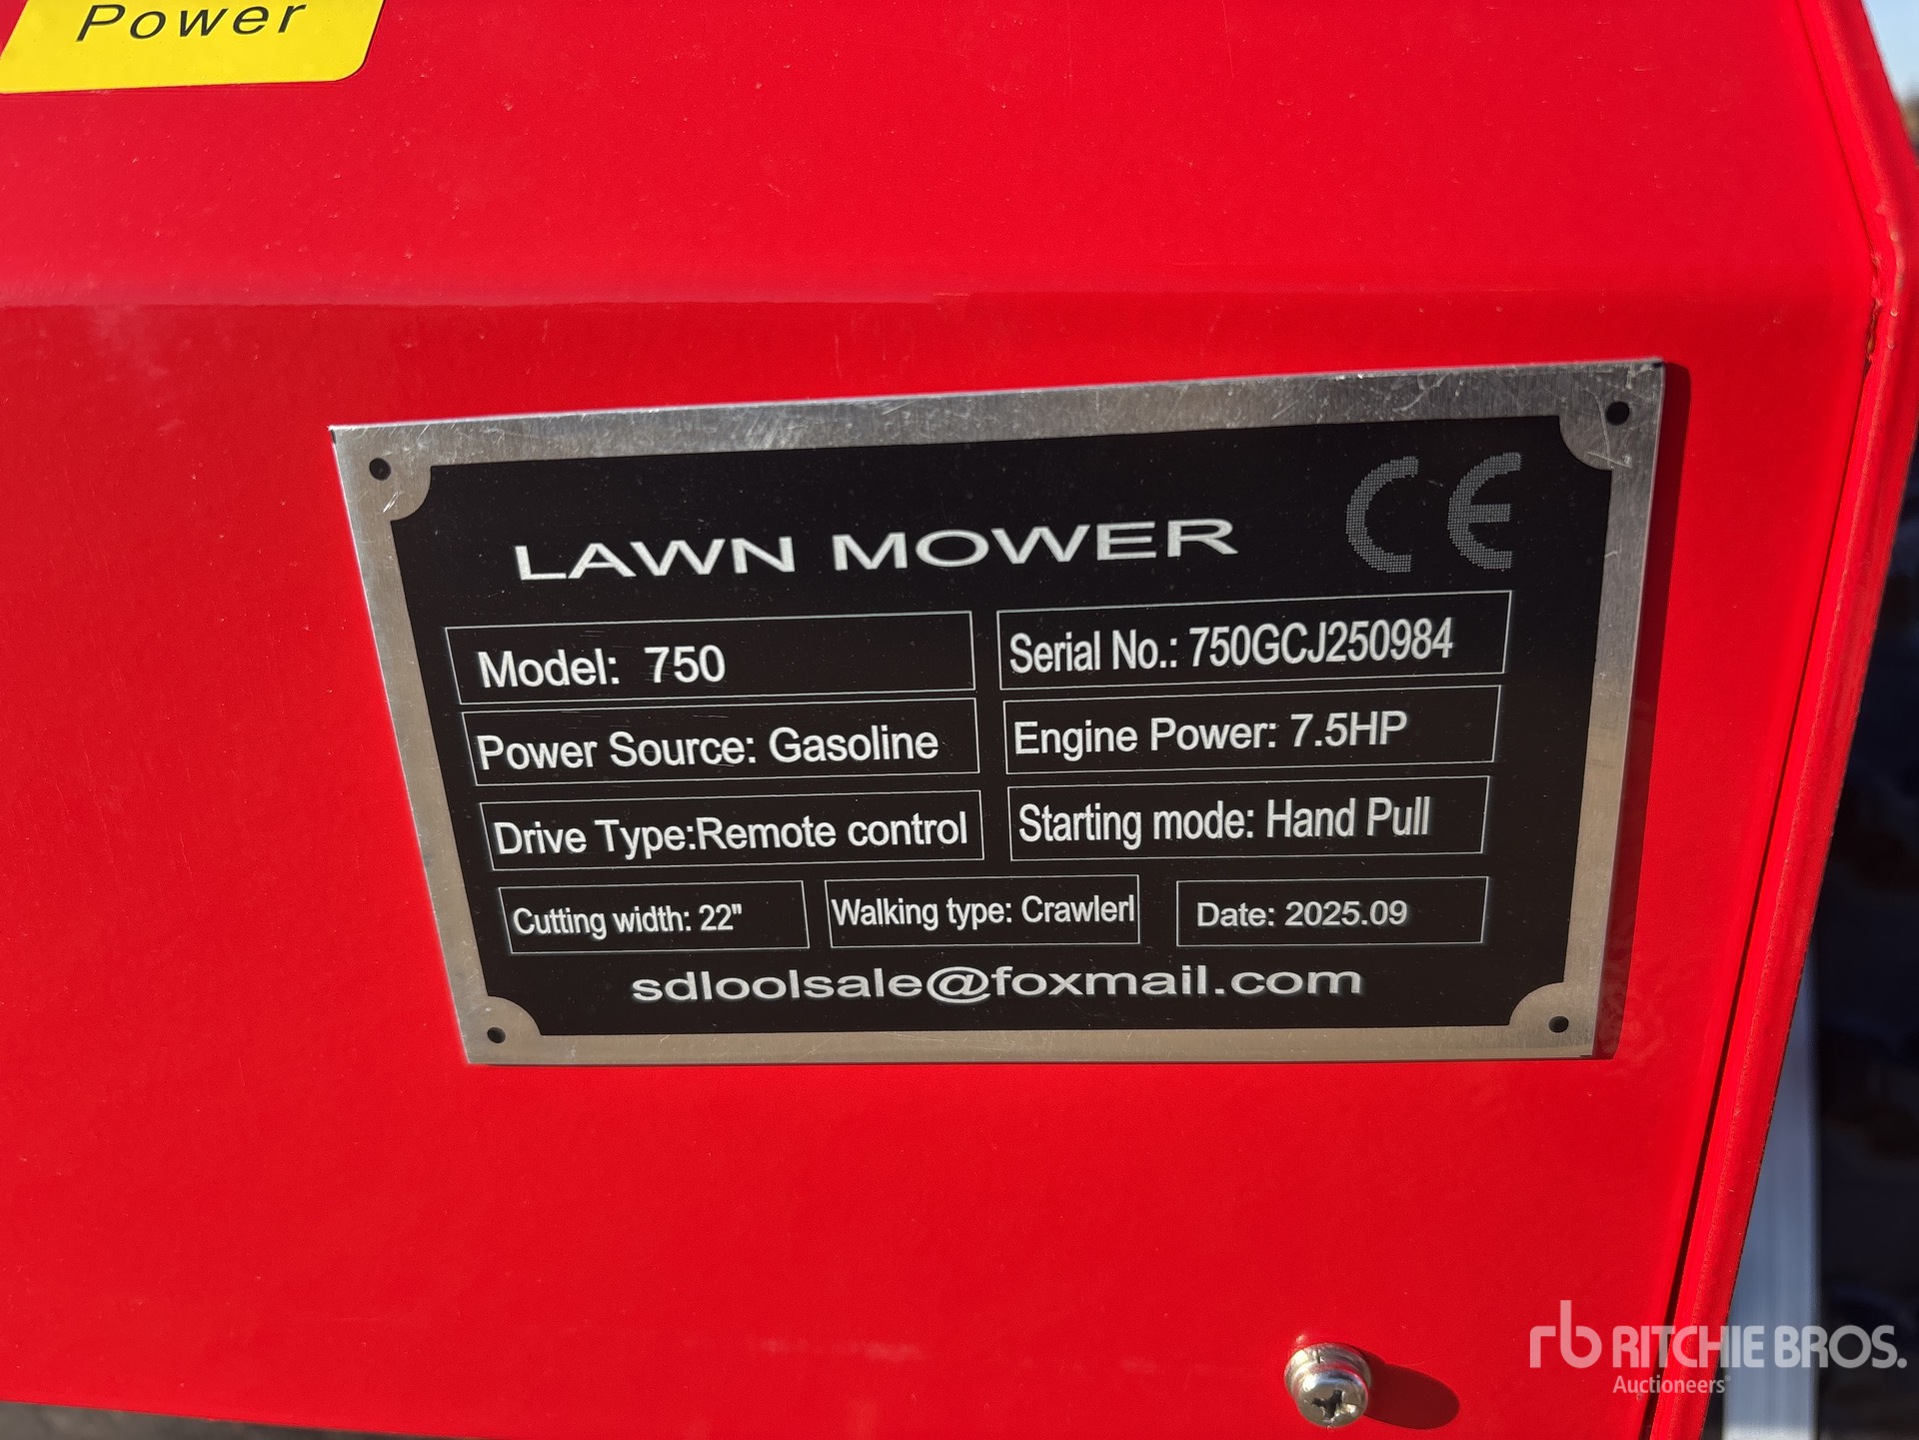 Power
CE
LAWN MOWER
Model: 750
Serial No.: 750GCJ250984
Power Source: Gasoline
Engine Power: 7.5HP
Drive Type:Remote control
Starting mode: Hand Pull
Cutting width: 22"
Walking type: Crawlerl
Date: 2025.09
sdloolsale@foxmail.com
rb RITCHIE BROS.
Auctioneers